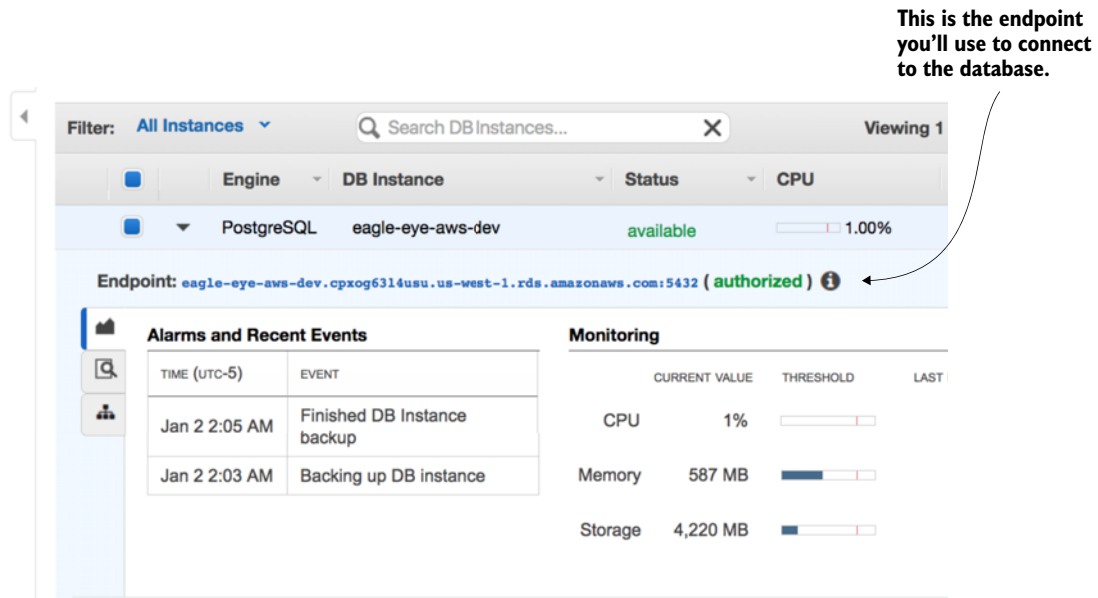 This is the endpoint
you'll use to connect
to the database.
Filter: All Instances Search DB Instances... Viewing 1
Engine DB Instance Status CPU
PostgreSQL eagle-eye-aws-dev available 1.00%
Endpoint: eagle-eye-aws-dev.cpxog6314usu.us-west-1.rds.amazonaws.com:5432 ( authorized )
Alarms and Recent Events Monitoring
TIME (UTC-5) EVENT CURRENT VALUE THRESHOLD LAST
Jan 2 2:05 AM Finished DB Instance
backup
CPU 1%
Jan 2 2:03 AM Backing up DB instance Memory 587 MB
Storage 4,220 MB